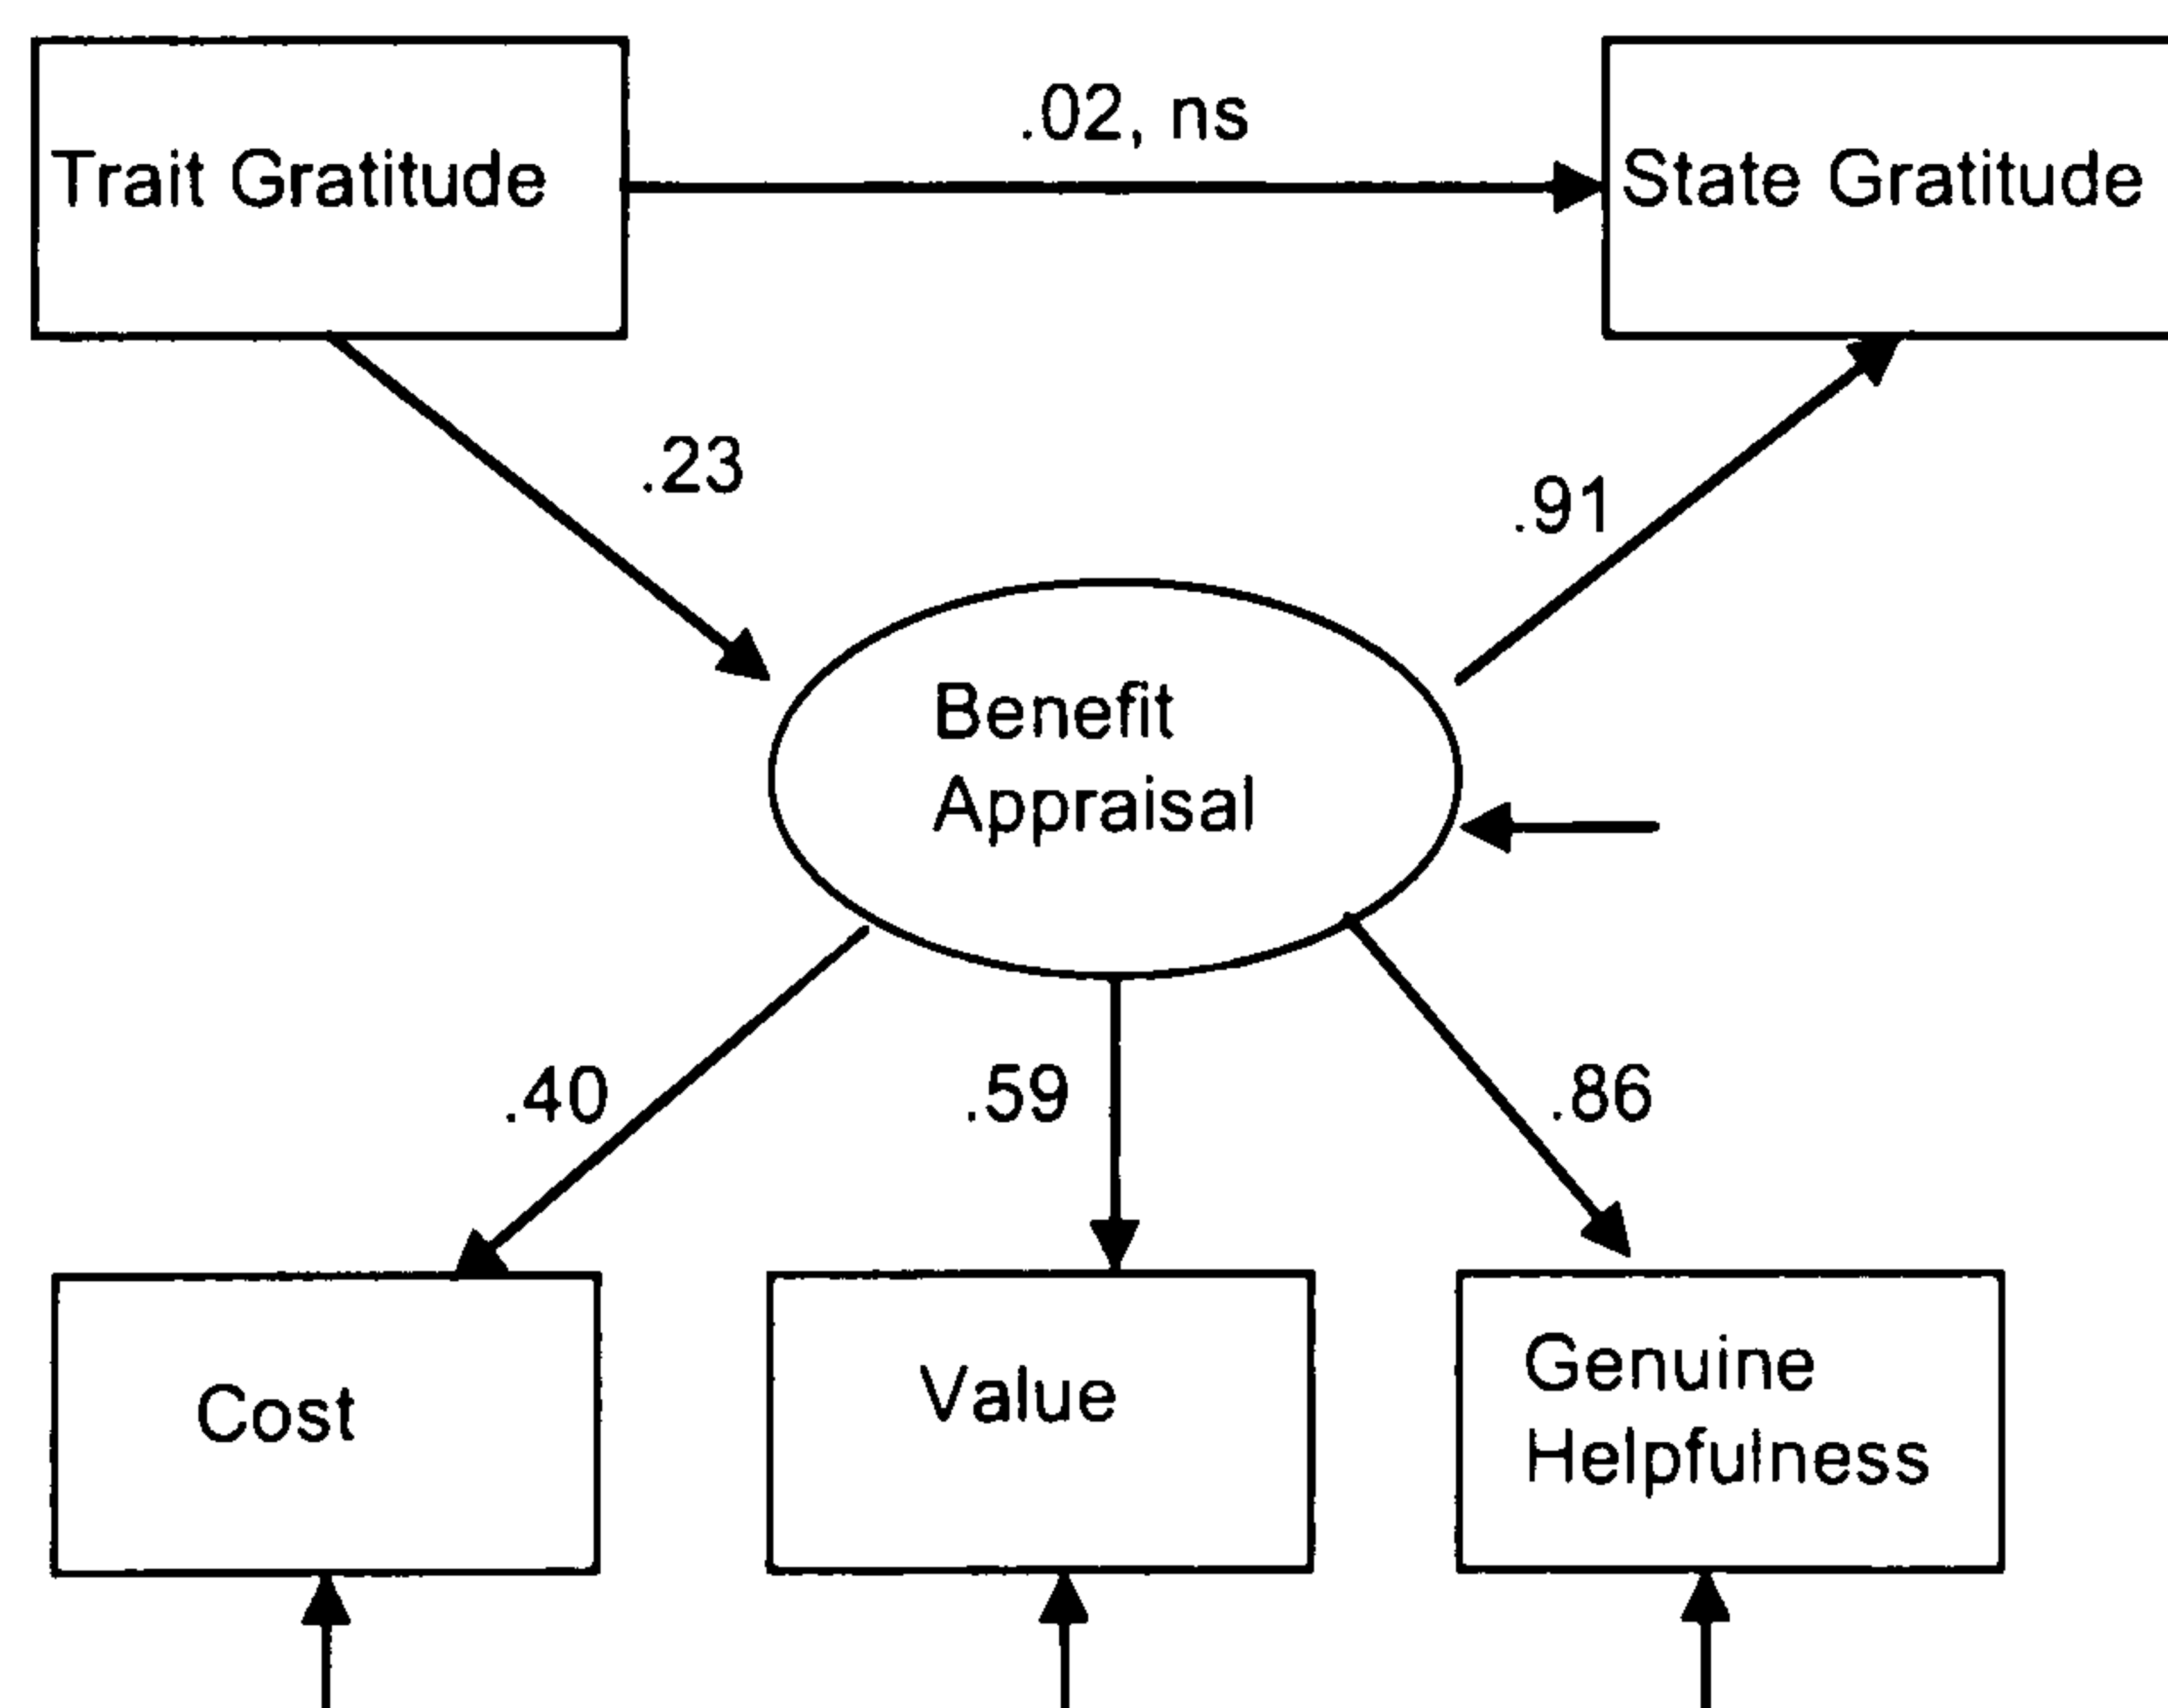 .02, ns
Trait Gratitude
State Gratitude
.23
.91
Benefit
Appraisal
.40
.59
.86
Cost
Value
Genuine
Helpfulness